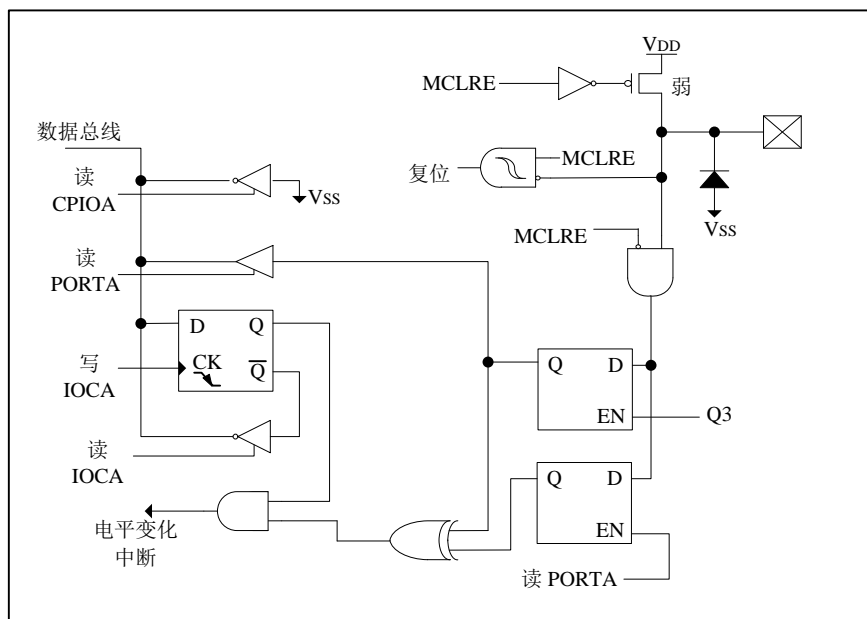 VDD
MCLRE
弱
数据总线
MCLRE
复位
读
CPIOA
VSS
VSS
MCLRE
读
PORTA
D Q
写
IOCA
CK
Q
Q D
EN
Q3
读
IOCA
Q D
EN
电平变化
中断
读 PORTA